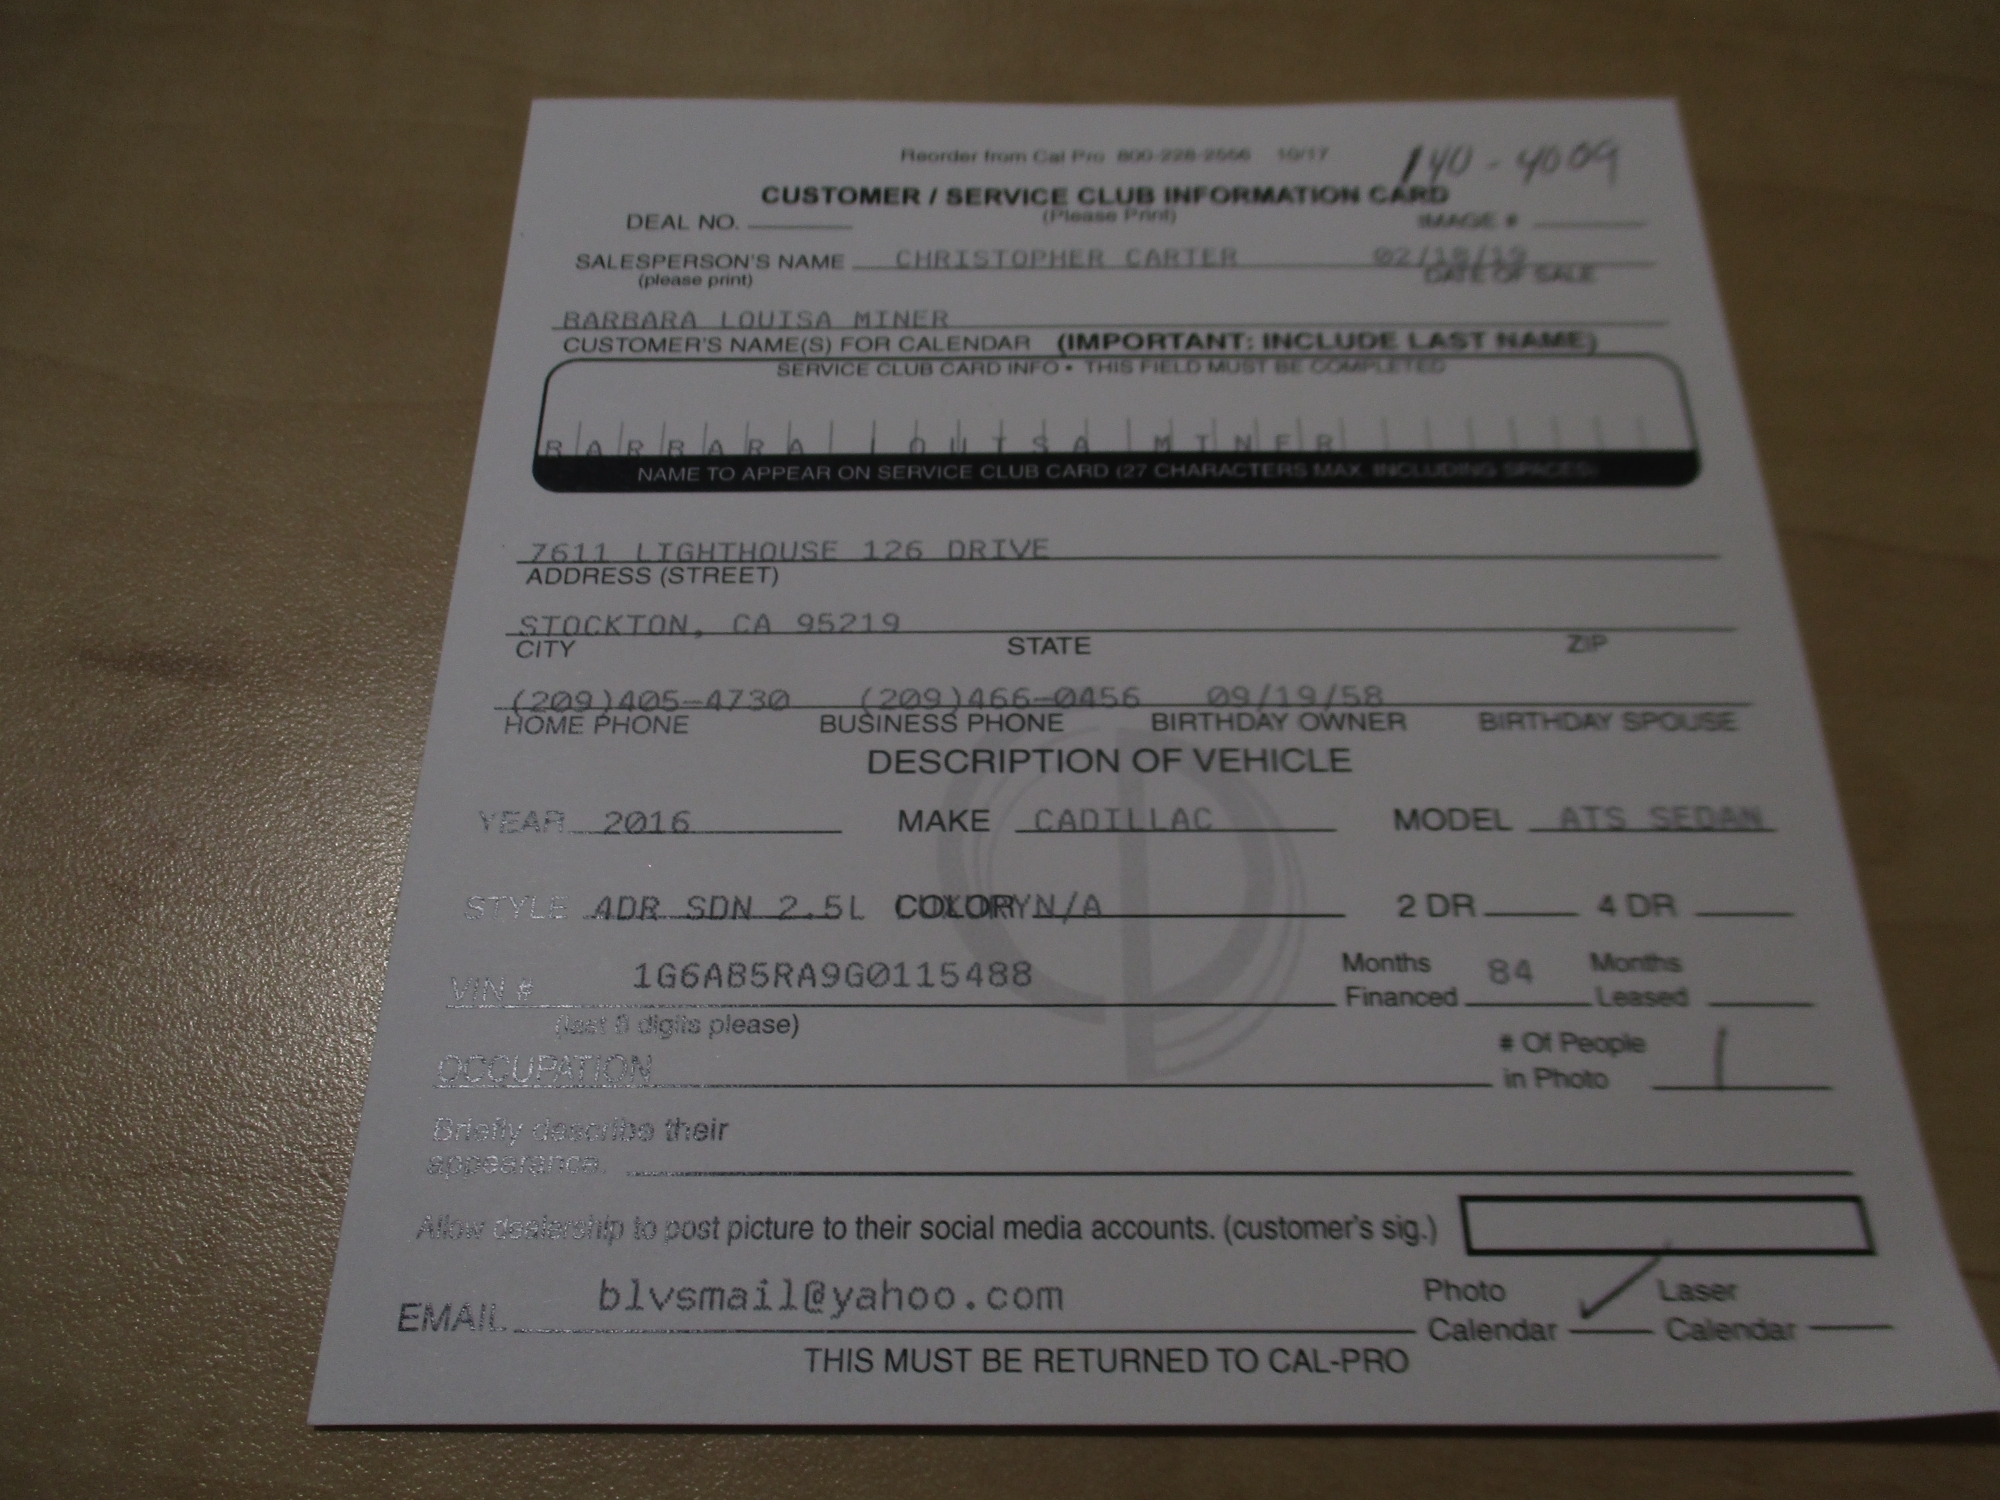 Reorder from Cal Pro 800-228-2556 10/17
140-4009
CUSTOMER / SERVICE CLUB INFORMATION CARD
(Please Print)
DEAL NO. IMAGE #
SALESPERSON'S NAME CHRISTOPHER CARTER 02/18/19
(please print) DATE OF SALE
BARBARA LOUISA MINER
CUSTOMER'S NAME(S) FOR CALENDAR (IMPORTANT: INCLUDE LAST NAME)
SERVICE CLUB CARD INFO • THIS FIELD MUST BE COMPLETED
BARBARA LOUISA MINER
NAME TO APPEAR ON SERVICE CLUB CARD (27 CHARACTERS MAX. INCLUDING SPACES)
7611 LIGHTHOUSE 126 DRIVE
ADDRESS (STREET)
STOCKTON, CA 95219
CITY STATE ZIP
(209)405-4730 (209)466-0456 09/19/58
HOME PHONE BUSINESS PHONE BIRTHDAY OWNER BIRTHDAY SPOUSE
DESCRIPTION OF VEHICLE
YEAR 2016 MAKE CADILLAC MODEL ATS SEDAN
STYLE 4DR SDN 2.5L COLOR N/A 2 DR 4 DR
VIN # 1G6AB5RA9G0115488 Months Financed 84 Months Leased
(last 6 digits please)
OCCUPATION # Of People in Photo 1
Briefly describe their
appearance.
Allow dealership to post picture to their social media accounts. (customer's sig.)
EMAIL blvsmail@yahoo.com Photo Calendar Laser Calendar
THIS MUST BE RETURNED TO CAL-PRO